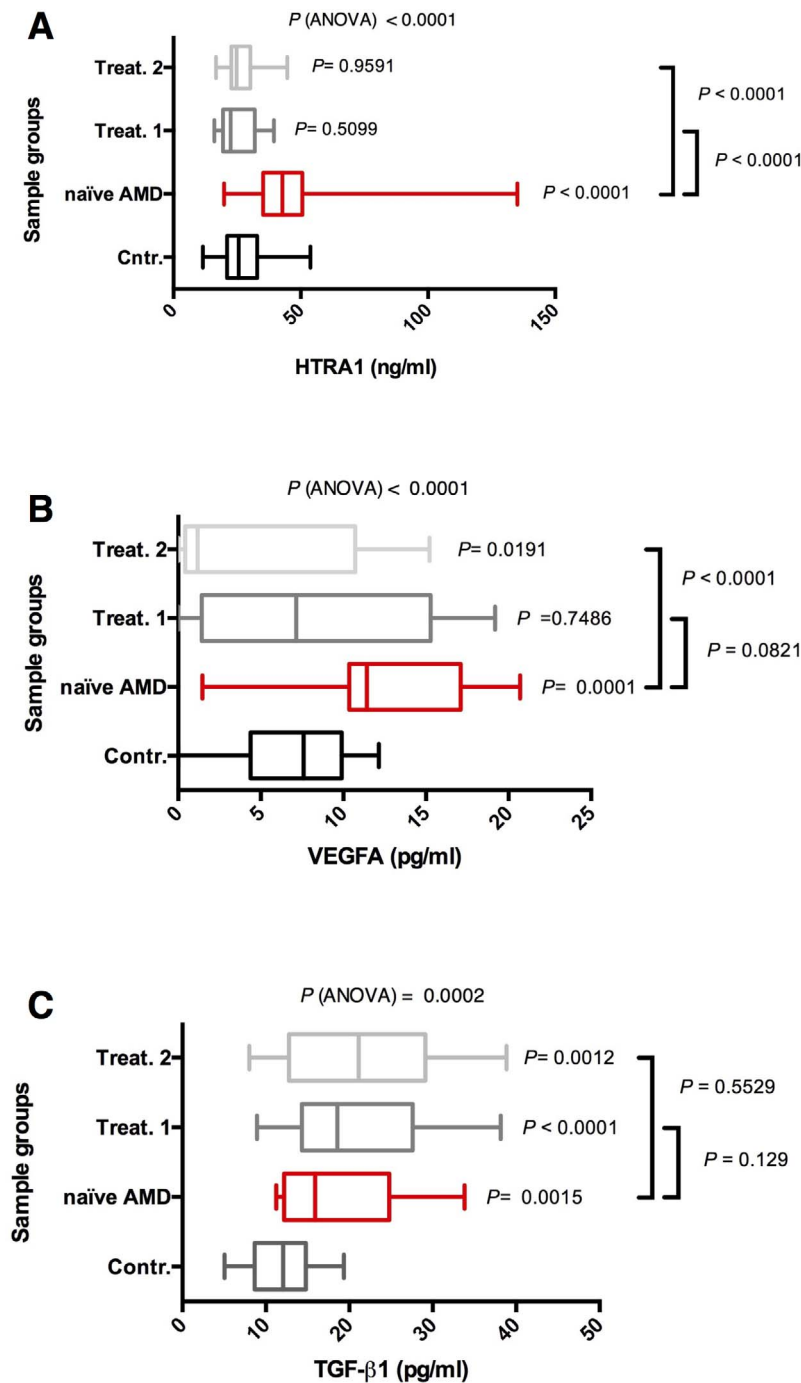 A
P (ANOVA) < 0.0001
Sample groups
Treat. 2
P= 0.9591
Treat. 1
P= 0.5099
naïve AMD
P < 0.0001
Cntr.
P < 0.0001
P < 0.0001
0 50 100 150
HTRA1 (ng/ml)
B
P (ANOVA) < 0.0001
Sample groups
Treat. 2
P= 0.0191
Treat. 1
P =0.7486
naïve AMD
P= 0.0001
Contr.
P < 0.0001
P = 0.0821
0 5 10 15 20 25
VEGFA (pg/ml)
C
P (ANOVA) = 0.0002
Sample groups
Treat. 2
P= 0.0012
Treat. 1
P < 0.0001
naïve AMD
P= 0.0015
Contr.
P = 0.5529
P = 0.129
0 10 20 30 40 50
TGF-β1 (pg/ml)